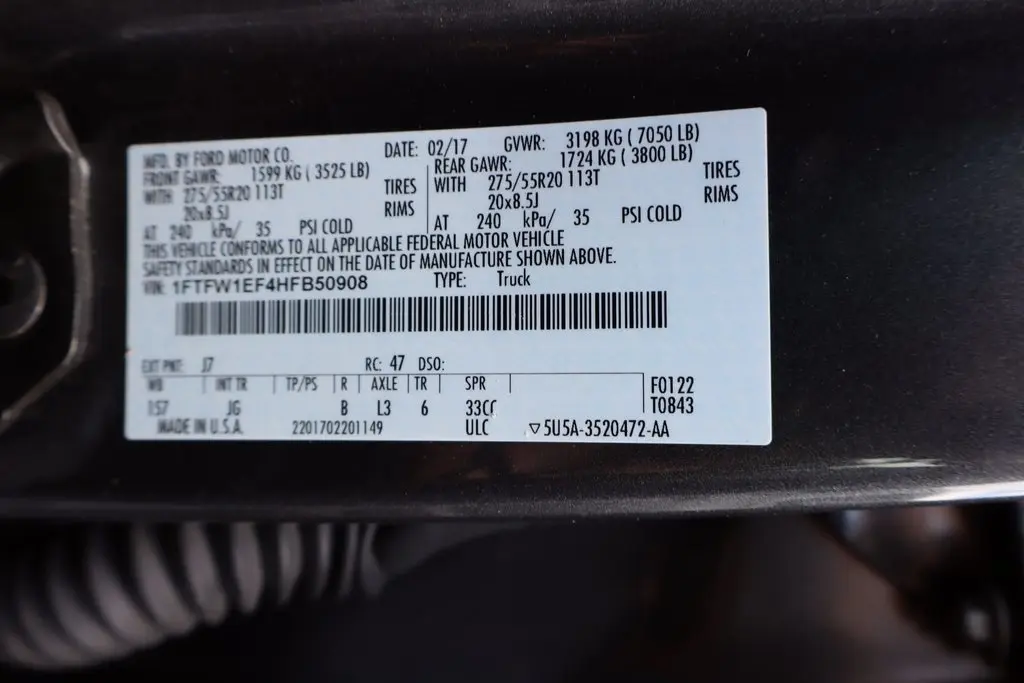 MFD. BY FORD MOTOR CO. DATE: 02/17 GVWR: 3198 KG ( 7050 LB)
FRONT GAWR: 1599 KG ( 3525 LB) REAR GAWR: 1724 KG ( 3800 LB)
WITH 275/55R20 113T TIRES WITH 275/55R20 113T TIRES
20x8.5J RIMS 20x8.5J RIMS
AT 240 kPa/ 35 PSI COLD AT 240 kPa/ 35 PSI COLD
THIS VEHICLE CONFORMS TO ALL APPLICABLE FEDERAL MOTOR VEHICLE
SAFETY STANDARDS IN EFFECT ON THE DATE OF MANUFACTURE SHOWN ABOVE.
VIN: 1FTFW1EF4HFB50908 TYPE: Truck
EXT PNT: J7 RC: 47 DSO:
WB INT TR TP/PS R AXLE TR SPR F0122
157 JG B L3 6 33CC T0843
MADE IN U.S.A. 2201702201149 ULC ▽5U5A-3520472-AA